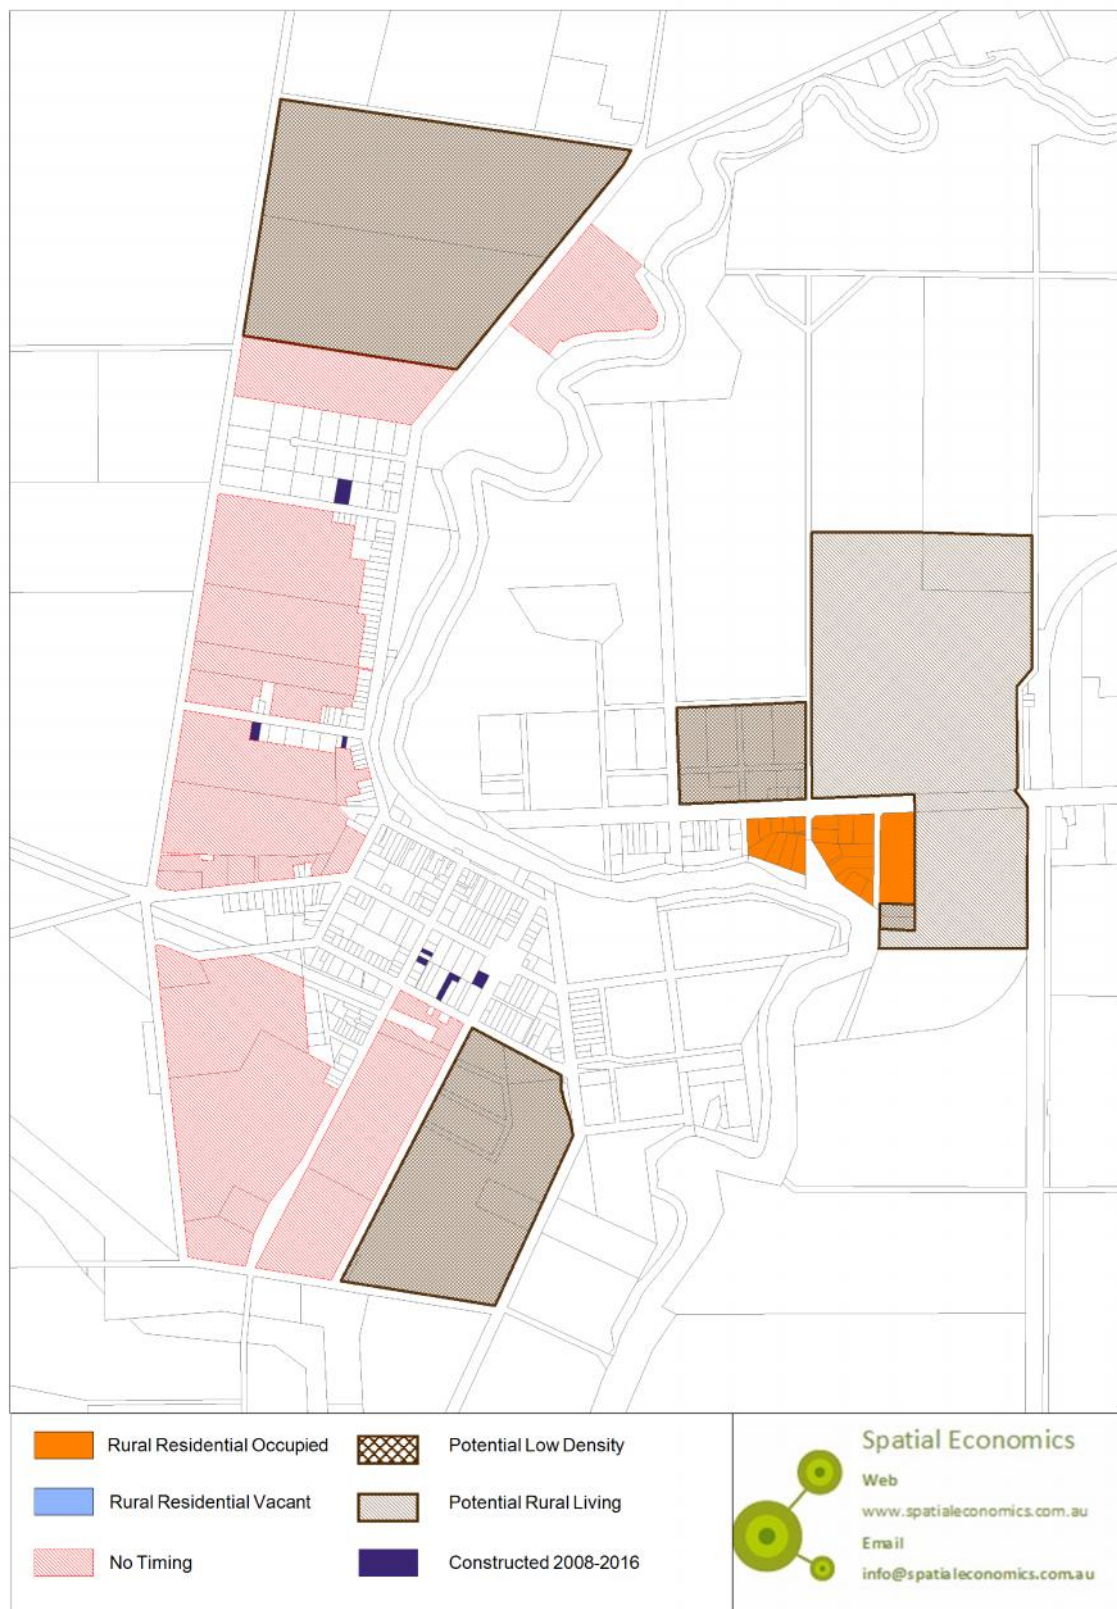 Rural Residential Occupied
Rural Residential Vacant
No Timing
Potential Low Density
Potential Rural Living
Constructed 2008-2016
Spatial Economics
Web
www.spatialeconomics.com.au
Email
info@spatialeconomics.com.au